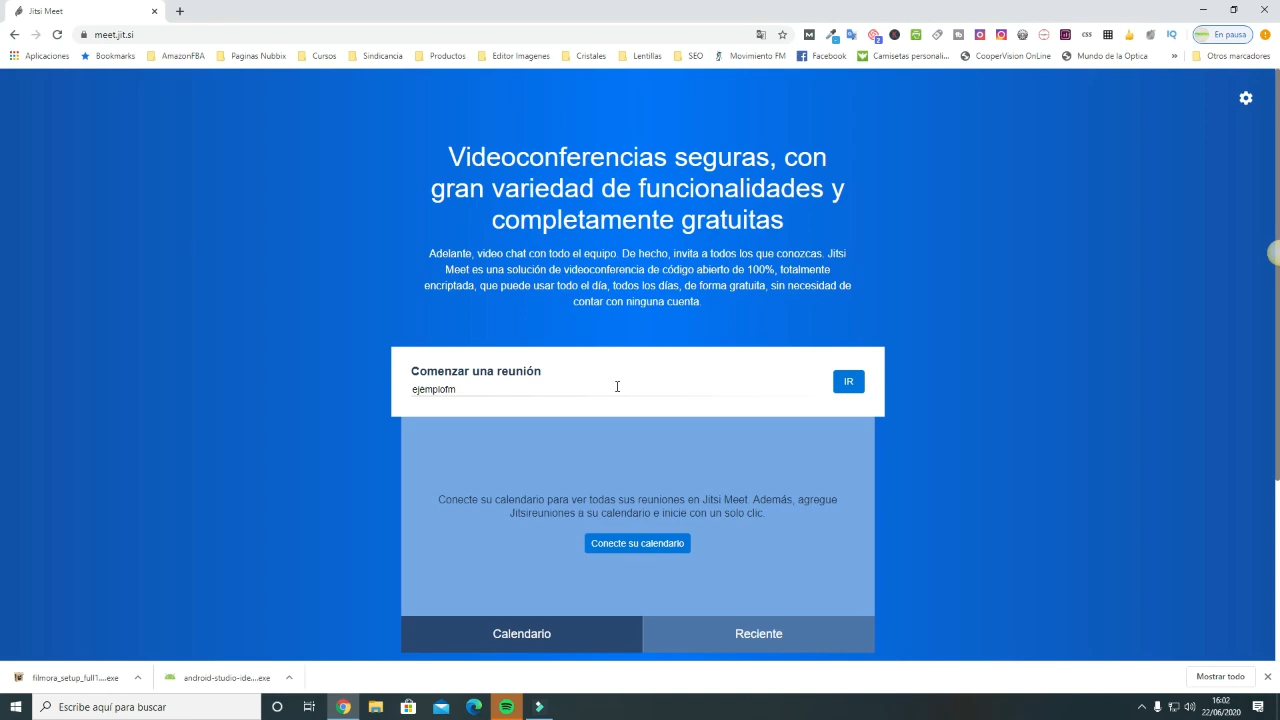 Jitsi Meet
meet.jit.si
En pausa
Aplicaciones
Bookmarks
AmazonFBA
Paginas Nubbix
Cursos
Sindicancia
Productos
Editor Imagenes
Cristales
Lentillas
SEO
Movimiento FM
Facebook
Camisetas personali...
CooperVision OnLine
Mundo de la Optica
»
Otros marcadores
Videoconferencias seguras, con
gran variedad de funcionalidades y
completamente gratuitas
Adelante, video chat con todo el equipo. De hecho, invita a todos los que conozcas. Jitsi
Meet es una solución de videoconferencia de código abierto de 100%, totalmente
encriptada, que puede usar todo el día, todos los días, de forma gratuita, sin necesidad de
contar con ninguna cuenta.
Comenzar una reunión
ejemplofm
IR
Conecte su calendario para ver todas sus reuniones en Jitsi Meet. Además, agregue
Jitsireuniones a su calendario e inicie con un solo clic.
Conecte su calendario
Calendario
Reciente
filmora_setup_full1....exe
android-studio-ide....exe
Mostrar todo
Escribe aquí para buscar
16:02
22/06/2020